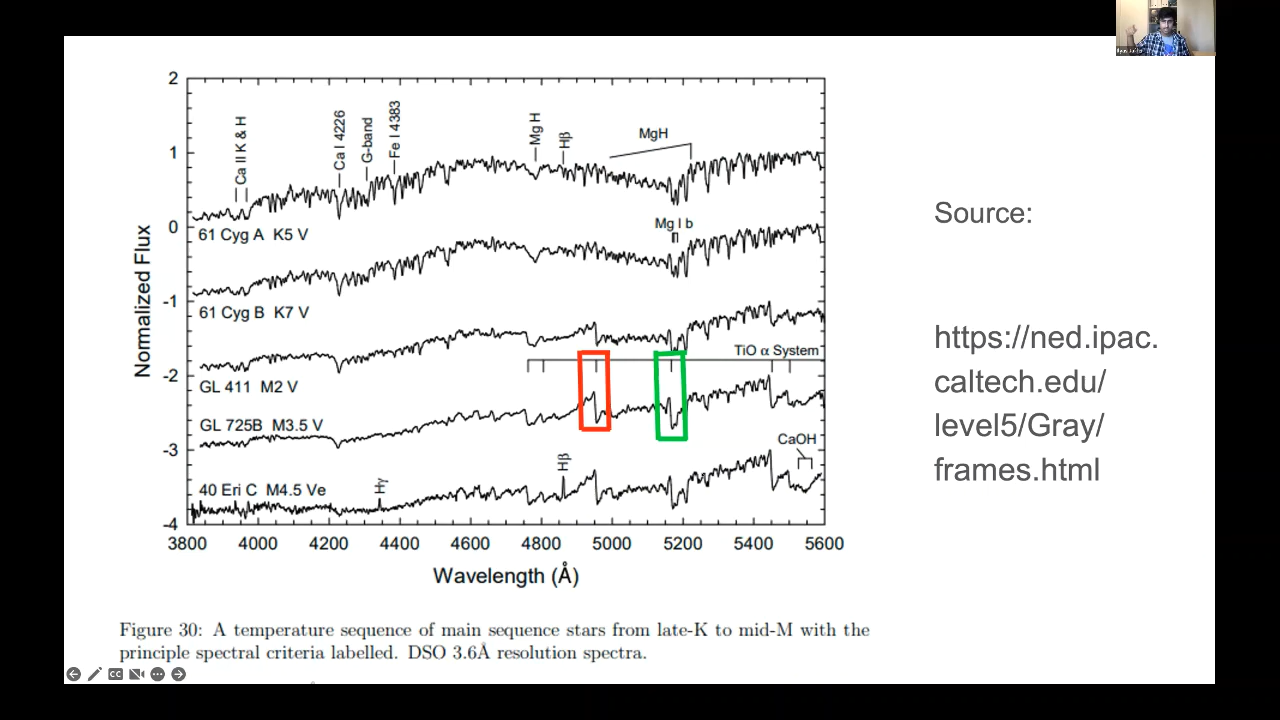 2
1
0
-1
-2
-3
-4
Normalized Flux
Ca II K & H
Ca I 4226
G-band
Fe I 4383
Mg H
Hβ
MgH
61 Cyg A K5 V
Mg I b
61 Cyg B K7 V
TiO α System
GL 411 M2 V
GL 725B M3.5 V
CaOH
Hβ
40 Eri C M4.5 Ve
Hγ
3800 4000 4200 4400 4600 4800 5000 5200 5400 5600
Wavelength (Å)
Figure 30: A temperature sequence of main sequence stars from late-K to mid-M with the
principle spectral criteria labelled. DSO 3.6Å resolution spectra.
Source:
https://ned.ipac.
caltech.edu/
level5/Gray/
frames.html
CC